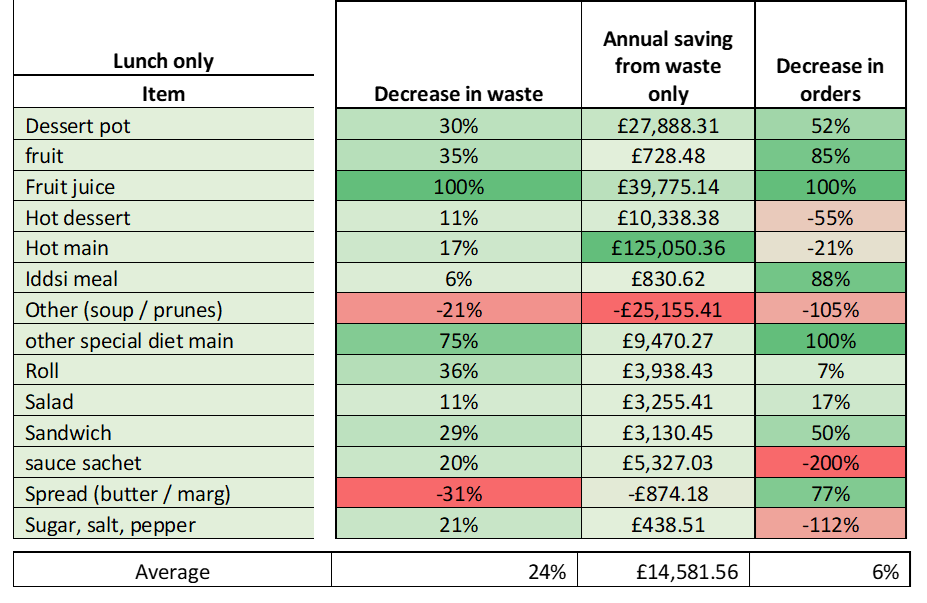 Lunch only
Item Decrease in waste Annual saving from waste only Decrease in orders
Dessert pot 30% £27,888.31 52%
fruit 35% £728.48 85%
Fruit juice 100% £39,775.14 100%
Hot dessert 11% £10,338.38 -55%
Hot main 17% £125,050.36 -21%
Iddsi meal 6% £830.62 88%
Other (soup / prunes) -21% -£25,155.41 -105%
other special diet main 75% £9,470.27 100%
Roll 36% £3,938.43 7%
Salad 11% £3,255.41 17%
Sandwich 29% £3,130.45 50%
sauce sachet 20% £5,327.03 -200%
Spread (butter / marg) -31% -£874.18 77%
Sugar, salt, pepper 21% £438.51 -112%
Average 24% £14,581.56 6%